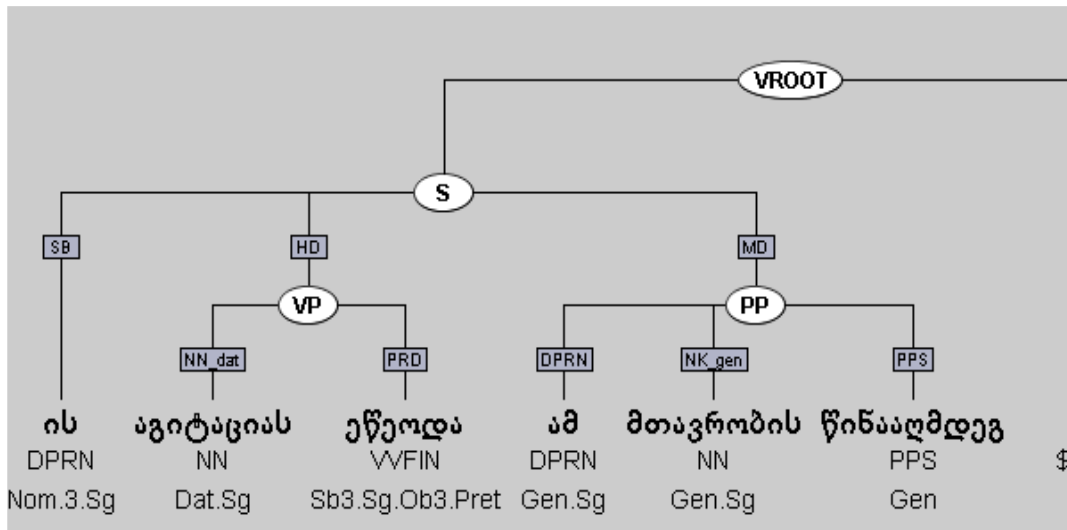 VROOT
S
SB HD MD
VP PP
NN_dat PRD DPRN NK_gen PPS
ის აგიტაციას ეწეოდა ამ მთავრობის წინააღმდეგ
DPRN NN VVFIN DPRN NN PPS $
Nom.3.Sg Dat.Sg Sb3.Sg.Ob3.Pret Gen.Sg Gen.Sg Gen